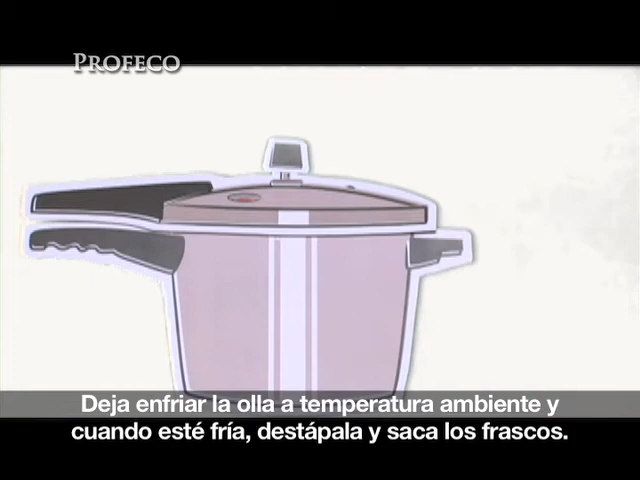 PROFECO
Deja enfriar la olla a temperatura ambiente y
cuando esté fría, destápala y saca los frascos.